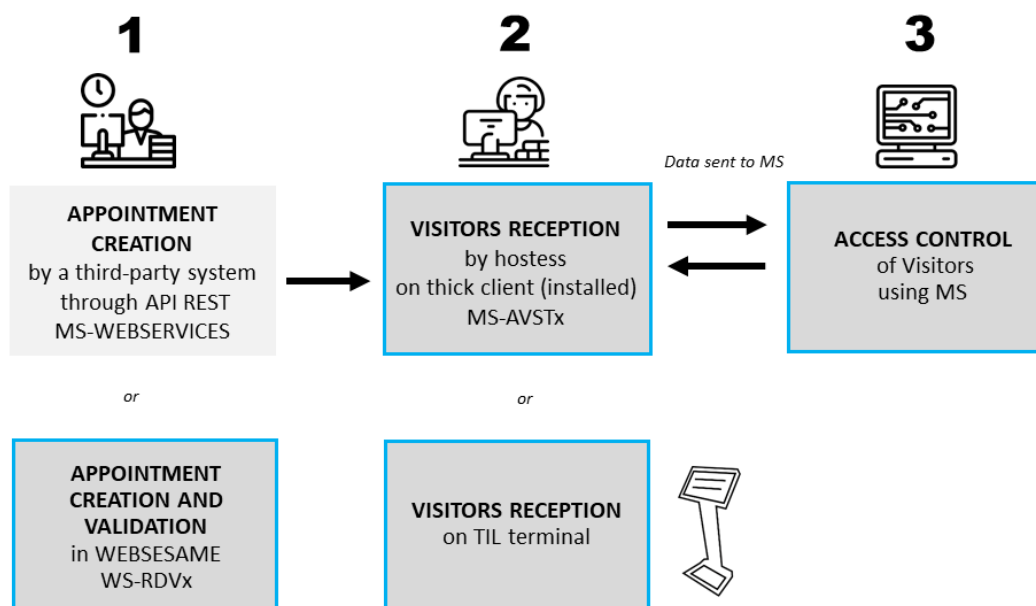 1
2
3
Data sent to MS
APPOINTMENT
CREATION
by a third-party system
through API REST
MS-WEBSERVICES
VISITORS RECEPTION
by hostess
on thick client (installed)
MS-AVSTx
ACCESS CONTROL
of Visitors
using MS
or
or
APPOINTMENT
CREATION AND
VALIDATION
in WEBSESAME
WS-RDVx
VISITORS RECEPTION
on TIL terminal